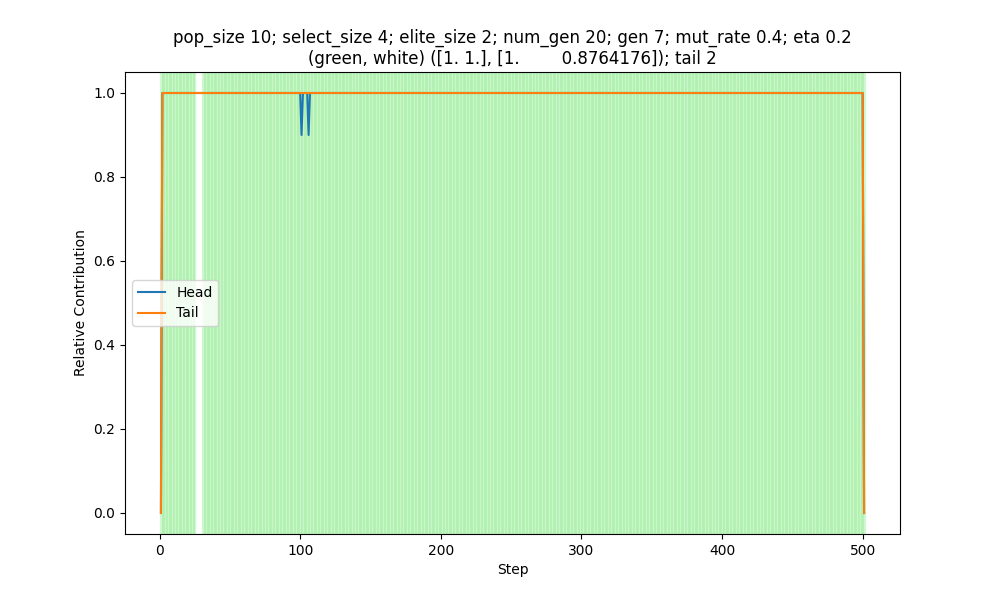 pop_size 10; select_size 4; elite_size 2; num_gen 20; gen 7; mut_rate 0.4; eta 0.2
(green, white) ([1. 1.], [1.         0.8764176]); tail 2
1.0
0.8
0.6
0.4
0.2
0.0
Relative Contribution
Head
Tail
0
100
200
300
400
500
Step